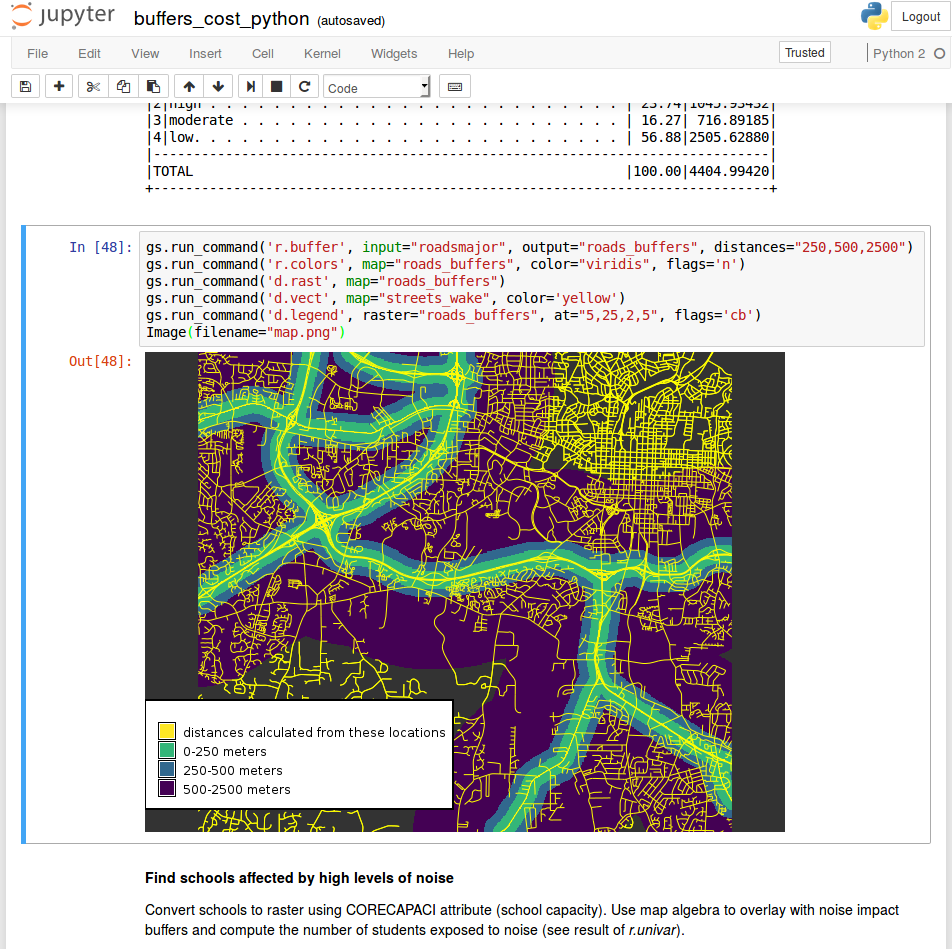 jupyter buffers_cost_python (autosaved) Logout
File Edit View Insert Cell Kernel Widgets Help Trusted Python 2
Code
|2|high . . . . . . . . . . . . . . . . . . . . . . . . . . | 23.74|1045.93432|
|3|moderate . . . . . . . . . . . . . . . . . . . . . . . . | 16.27| 716.89185|
|4|low. . . . . . . . . . . . . . . . . . . . . . . . . . . | 56.88|2505.62880|
|---------------------------------------------------------------------------|
|TOTAL |100.00|4404.99420|
+---------------------------------------------------------------------------+
In [48]: gs.run_command('r.buffer', input="roadsmajor", output="roads_buffers", distances="250,500,2500")
gs.run_command('r.colors', map="roads_buffers", color="viridis", flags='n')
gs.run_command('d.rast', map="roads_buffers")
gs.run_command('d.vect', map="streets_wake", color='yellow')
gs.run_command('d.legend', raster="roads_buffers", at="5,25,2,5", flags='cb')
Image(filename="map.png")
Out[48]:
distances calculated from these locations
0-250 meters
250-500 meters
500-2500 meters
Find schools affected by high levels of noise
Convert schools to raster using CORECAPACI attribute (school capacity). Use map algebra to overlay with noise impact
buffers and compute the number of students exposed to noise (see result of r.univar).